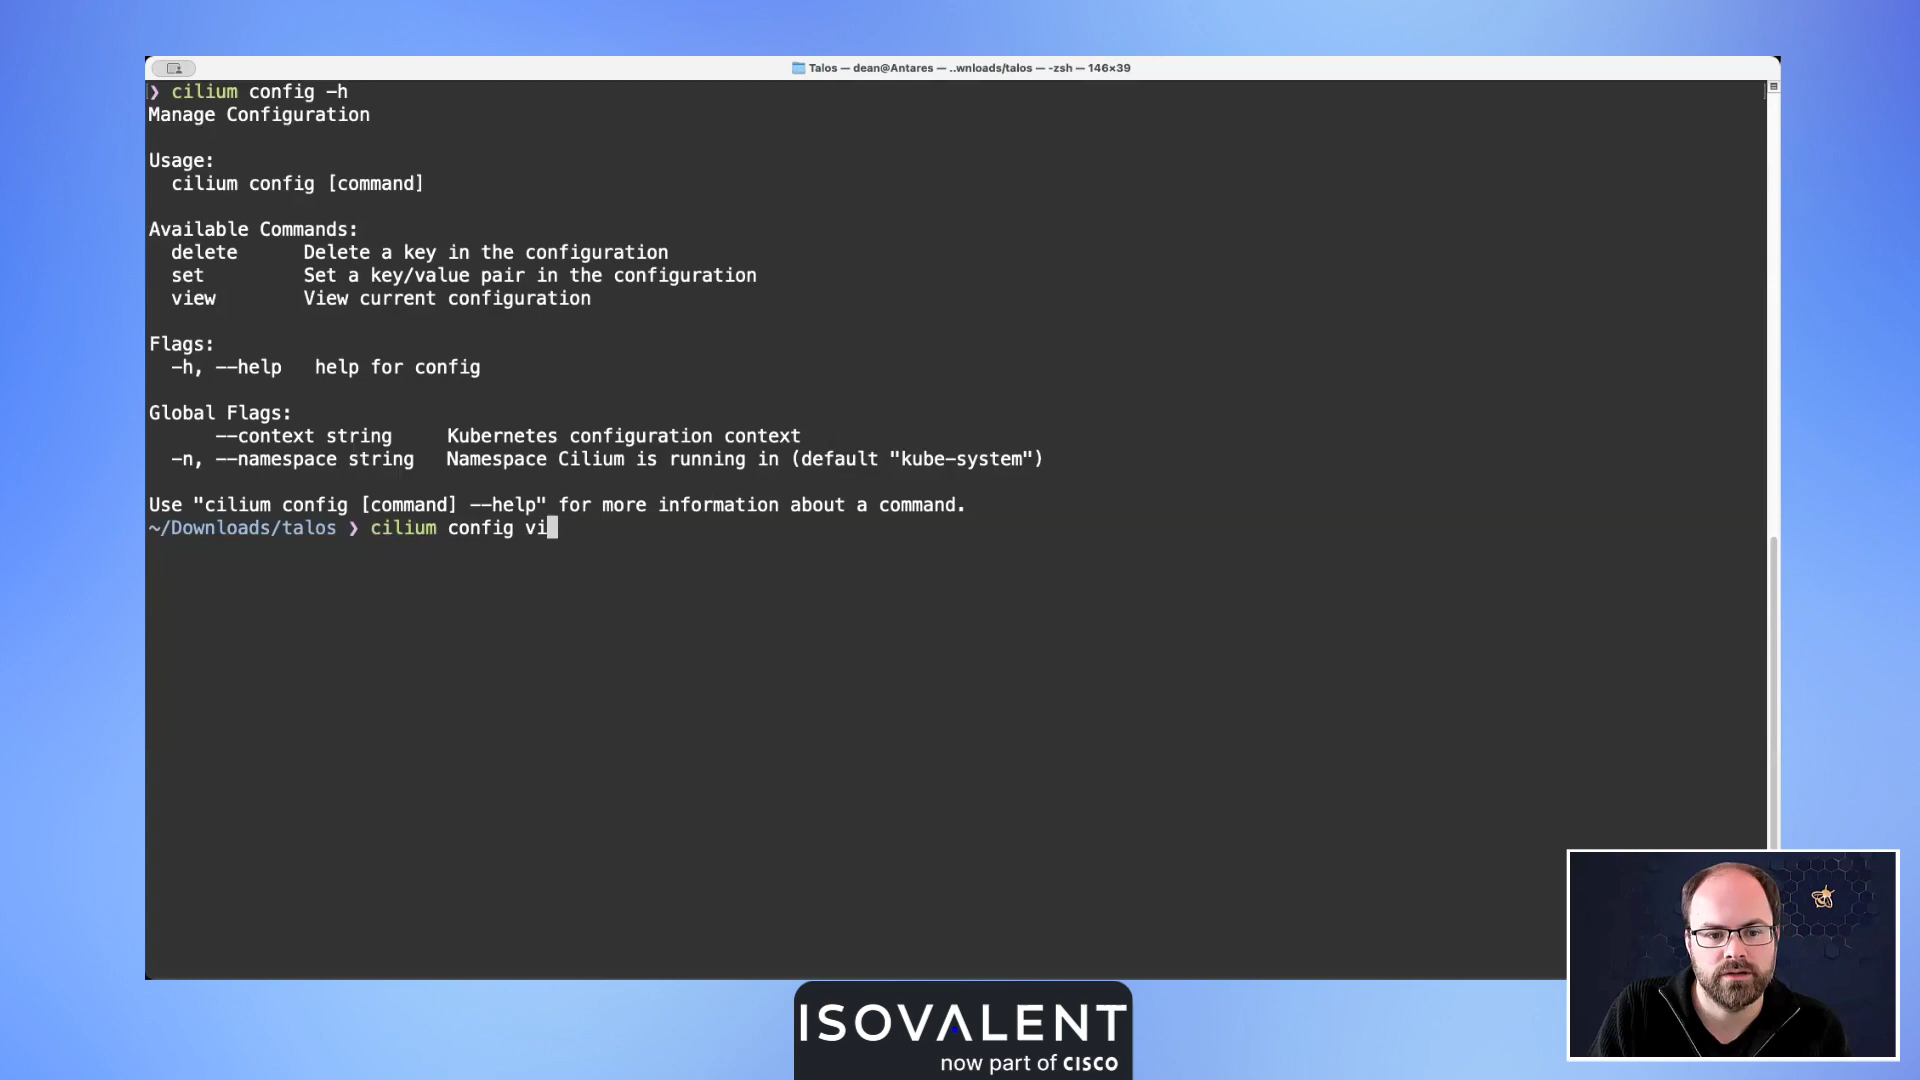 Talos — dean@Antares — ..wnloads/talos — -zsh — 146×39
❯ cilium config -h
Manage Configuration
Usage:
cilium config [command]
Available Commands:
delete Delete a key in the configuration
set Set a key/value pair in the configuration
view View current configuration
Flags:
-h, --help help for config
Global Flags:
--context string Kubernetes configuration context
-n, --namespace string Namespace Cilium is running in (default "kube-system")
Use "cilium config [command] --help" for more information about a command.
~/Downloads/talos ❯ cilium config vi
ISOVALENT
now part of CISCO